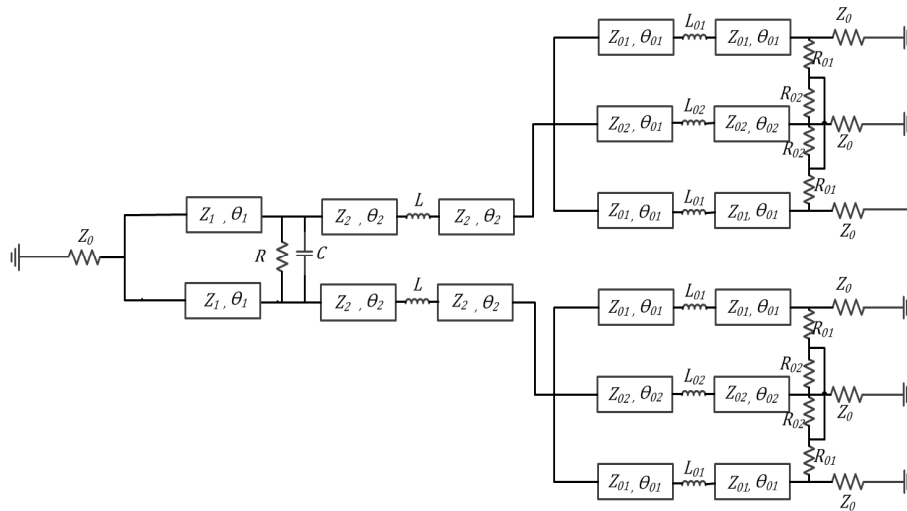 Z0
Z01, θ01
L01
Z01, θ01
R01
R02
L02
Z02, θ01
Z02, θ02
Z0
R02
R01
Z01, θ01
L01
Z01, θ01
Z0
Z0
Z1 , θ1
R
C
Z2 , θ2
L
Z2 , θ2
Z1 , θ1
Z2 , θ2
L
Z2 , θ2
Z0
Z01, θ01
L01
Z01, θ01
R01
R02
L02
Z02, θ02
Z02, θ02
Z0
R02
R01
L01
Z01, θ01
Z01, θ01
Z0